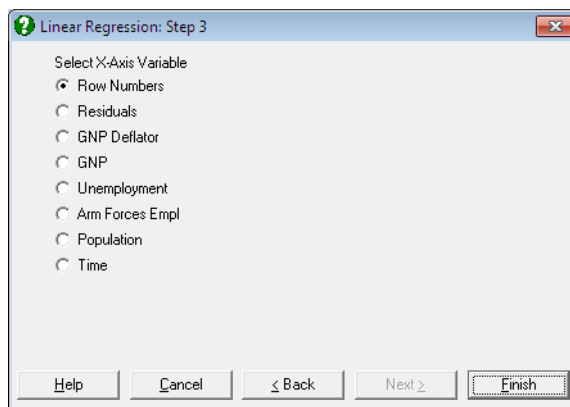 Linear Regression: Step 3
Select X-Axis Variable
Row Numbers
Residuals
GNP Deflator
GNP
Unemployment
Arm Forces Empl
Population
Time
Help Cancel < Back Next > Finish